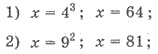 1) x = 4³; x = 64;
2) x = 9²; x = 81;